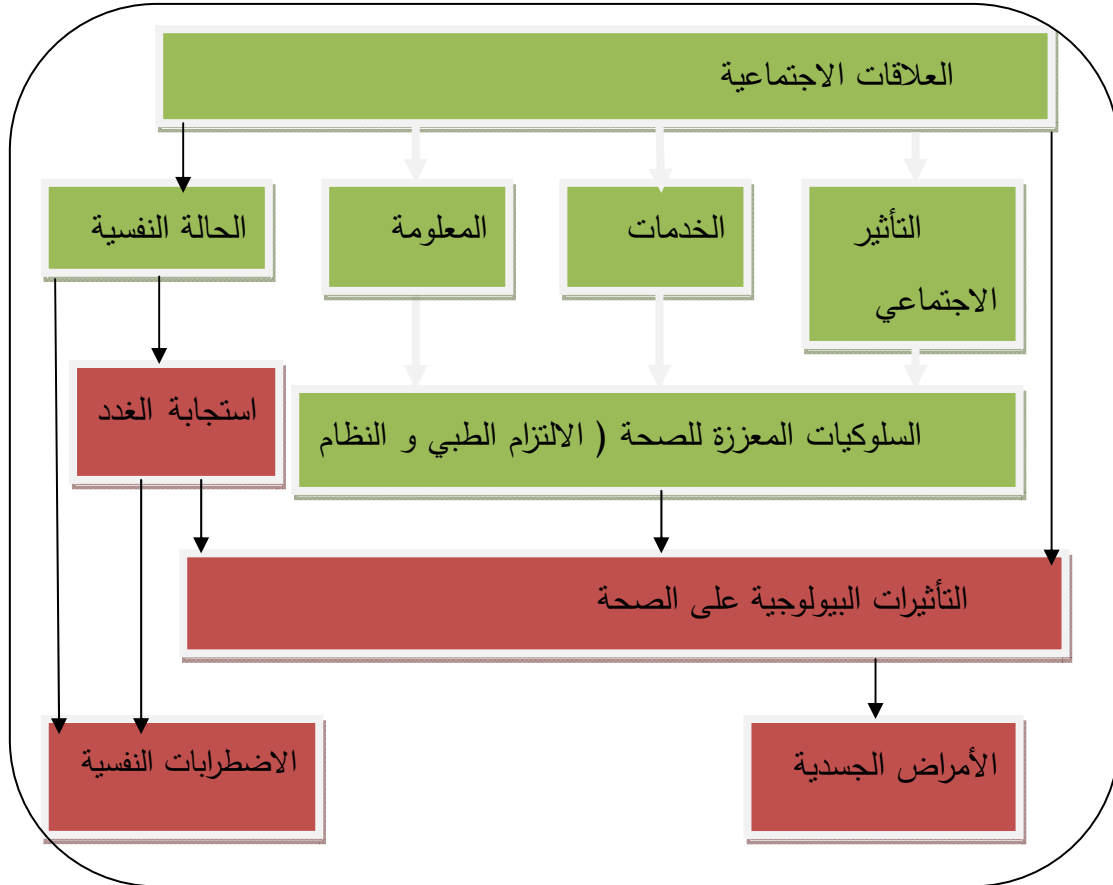 العلاقات الاجتماعية
التأثير
الاجتماعي
الخدمات
المعلومة
الحالة النفسية
استجابة الغدد
السلوكيات المعززة للصحة ( الالتزام الطبي و النظام
التأثيرات البيولوجية على الصحة
الأمراض الجسدية
الاضطرابات النفسية